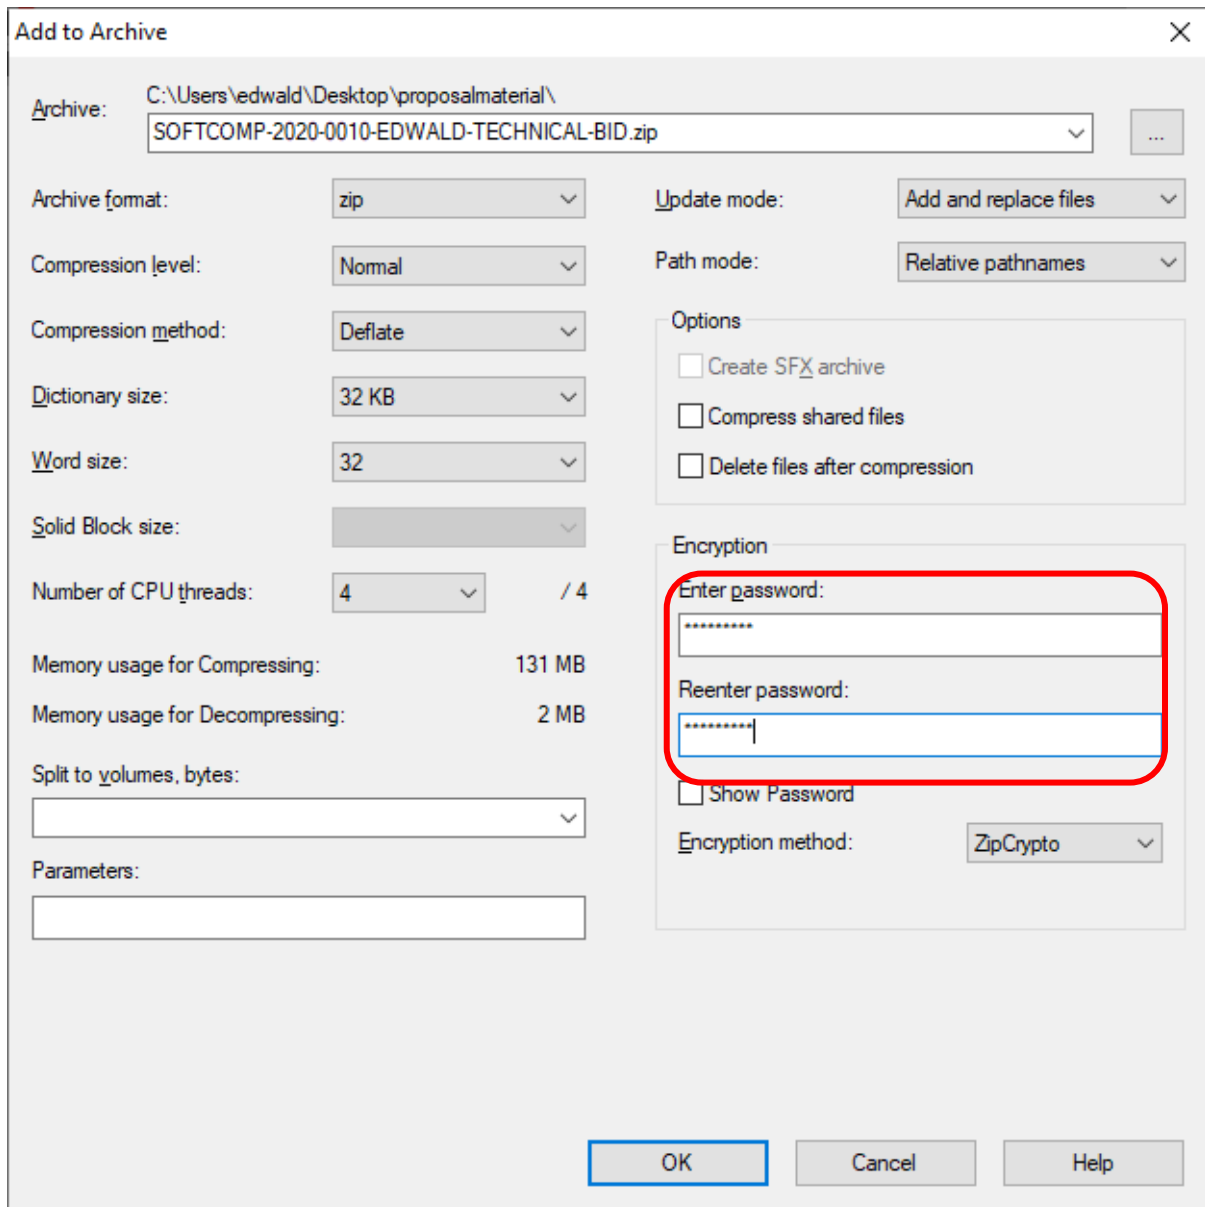 Add to Archive
Archive:
C:\Users\edwald\Desktop\proposalmaterial\
SOFTCOMP-2020-0010-EDWALD-TECHNICAL-BID.zip
...
Archive format:
zip
Compression level:
Normal
Compression method:
Deflate
Dictionary size:
32 KB
Word size:
32
Solid Block size:
Number of CPU threads:
4
/ 4
Memory usage for Compressing:
131 MB
Memory usage for Decompressing:
2 MB
Split to volumes, bytes:
Parameters:
Update mode:
Add and replace files
Path mode:
Relative pathnames
Options
Create SFX archive
Compress shared files
Delete files after compression
Encryption
Enter password:
*********
Reenter password:
*********
Show Password
Encryption method:
ZipCrypto
OK
Cancel
Help